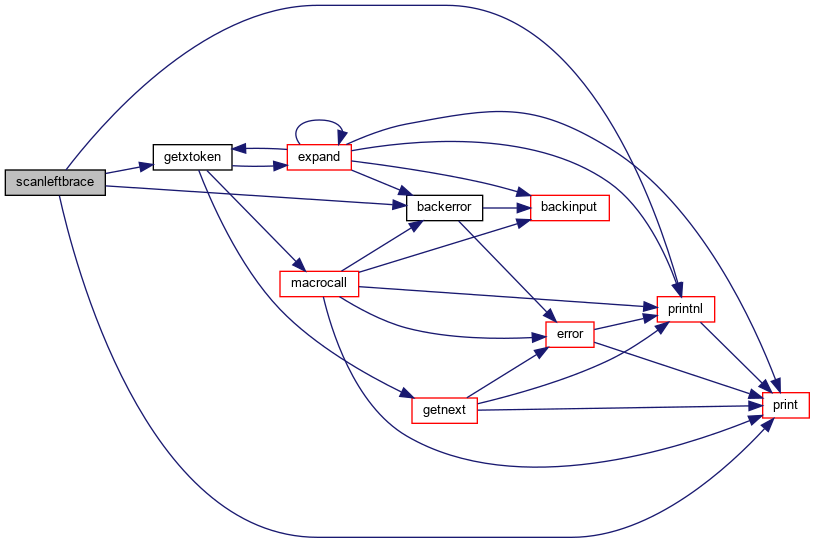 scanleftbrace
getxtoken
expand
backerror
backinput
macrocall
printnl
error
getnext
print